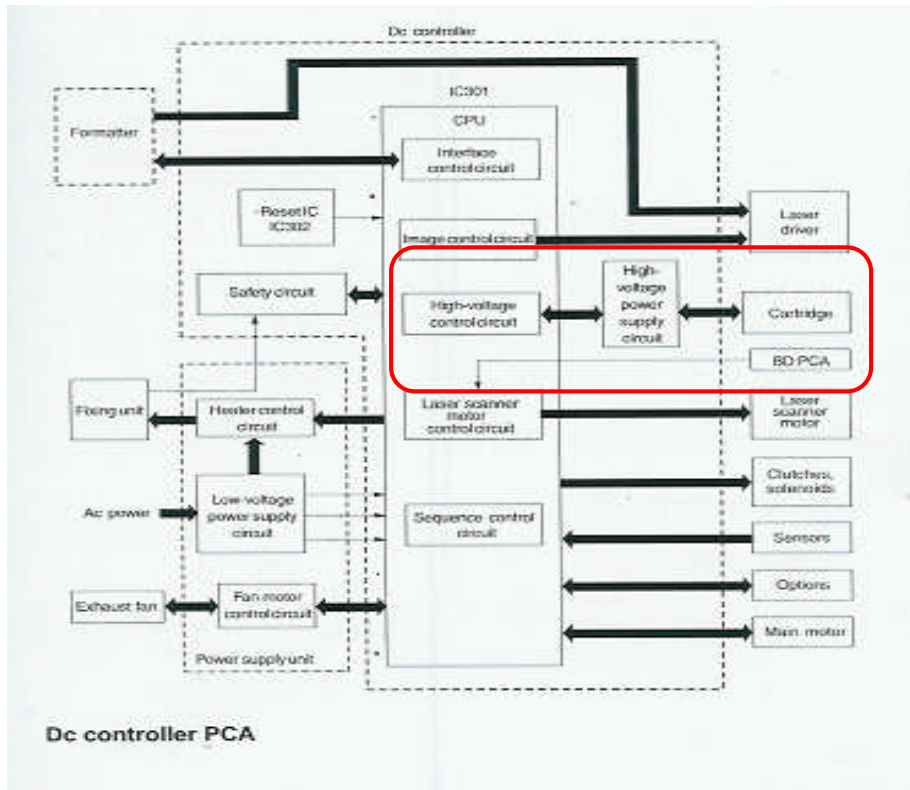 Dc controller
IC301
CPU
Formatter
Interface
control circuit
-Reset IC
IC302
Image control circuit
Laser
driver
Safety circuit
High-voltage
control circuit
High-
voltage
power
supply
circuit
Cartridge
BD PCA
Fixing unit
Heeter control
circuit
Laser scanner
motor
control circuit
Laser
scanner
motor
Ac power
Low-voltage
power supply
circuit
Sequence control
circuit
Clutches,
solenoids
Sensors
Exhaust fan
Fan motor
control circuit
Options
Main motor
Power supply unit
Dc controller PCA